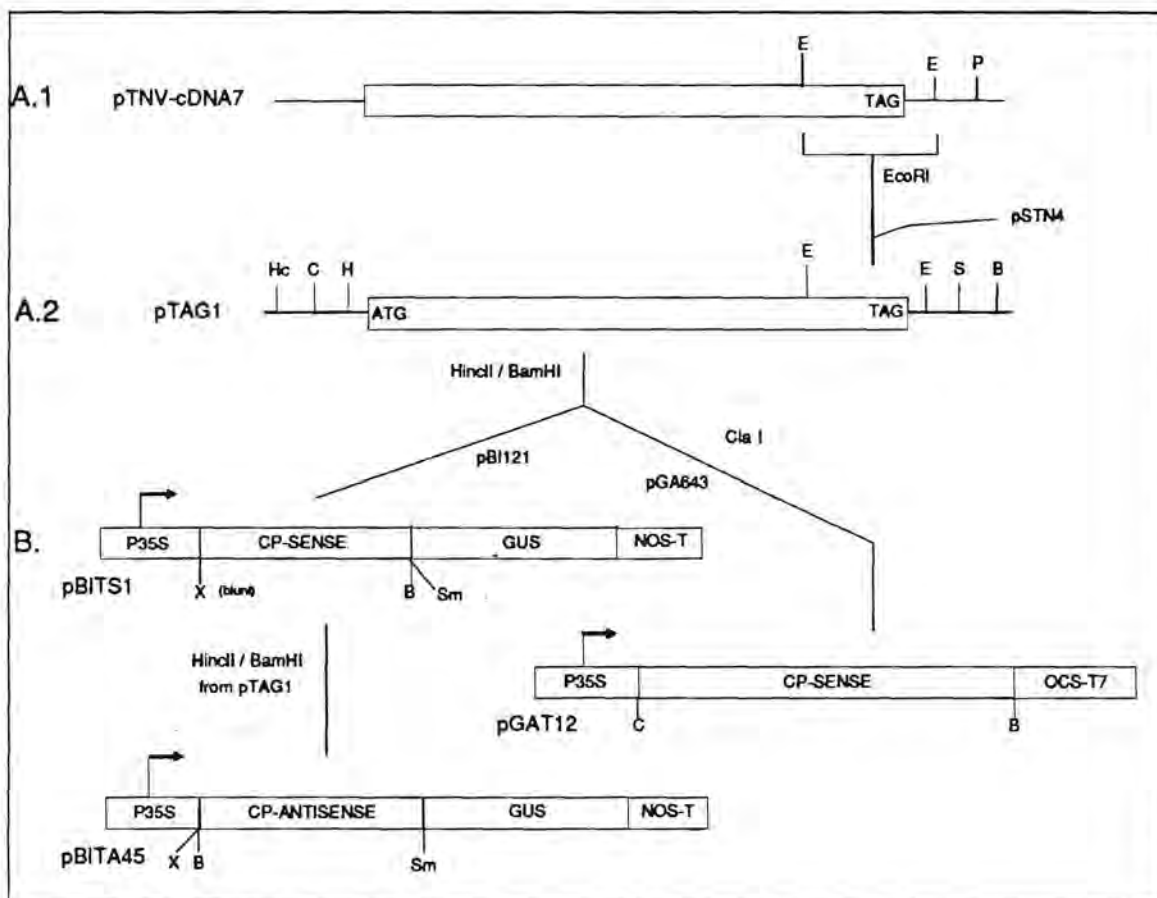 E
E P
A.1 pTNV-cDNA7 TAG
EcoRI
pSTN4
Hc C H E E S B
A.2 pTAG1 ATG TAG
HincII / BamHI
Cla I
pBI121
pGA643
B. P35S CP-SENSE GUS NOS-T
pBITS1 X (blunt) B Sm
HincII / BamHI
from pTAG1
P35S CP-SENSE OCS-T7
pGAT12 C B
P35S CP-ANTISENSE GUS NOS-T
pBITA45 X B Sm